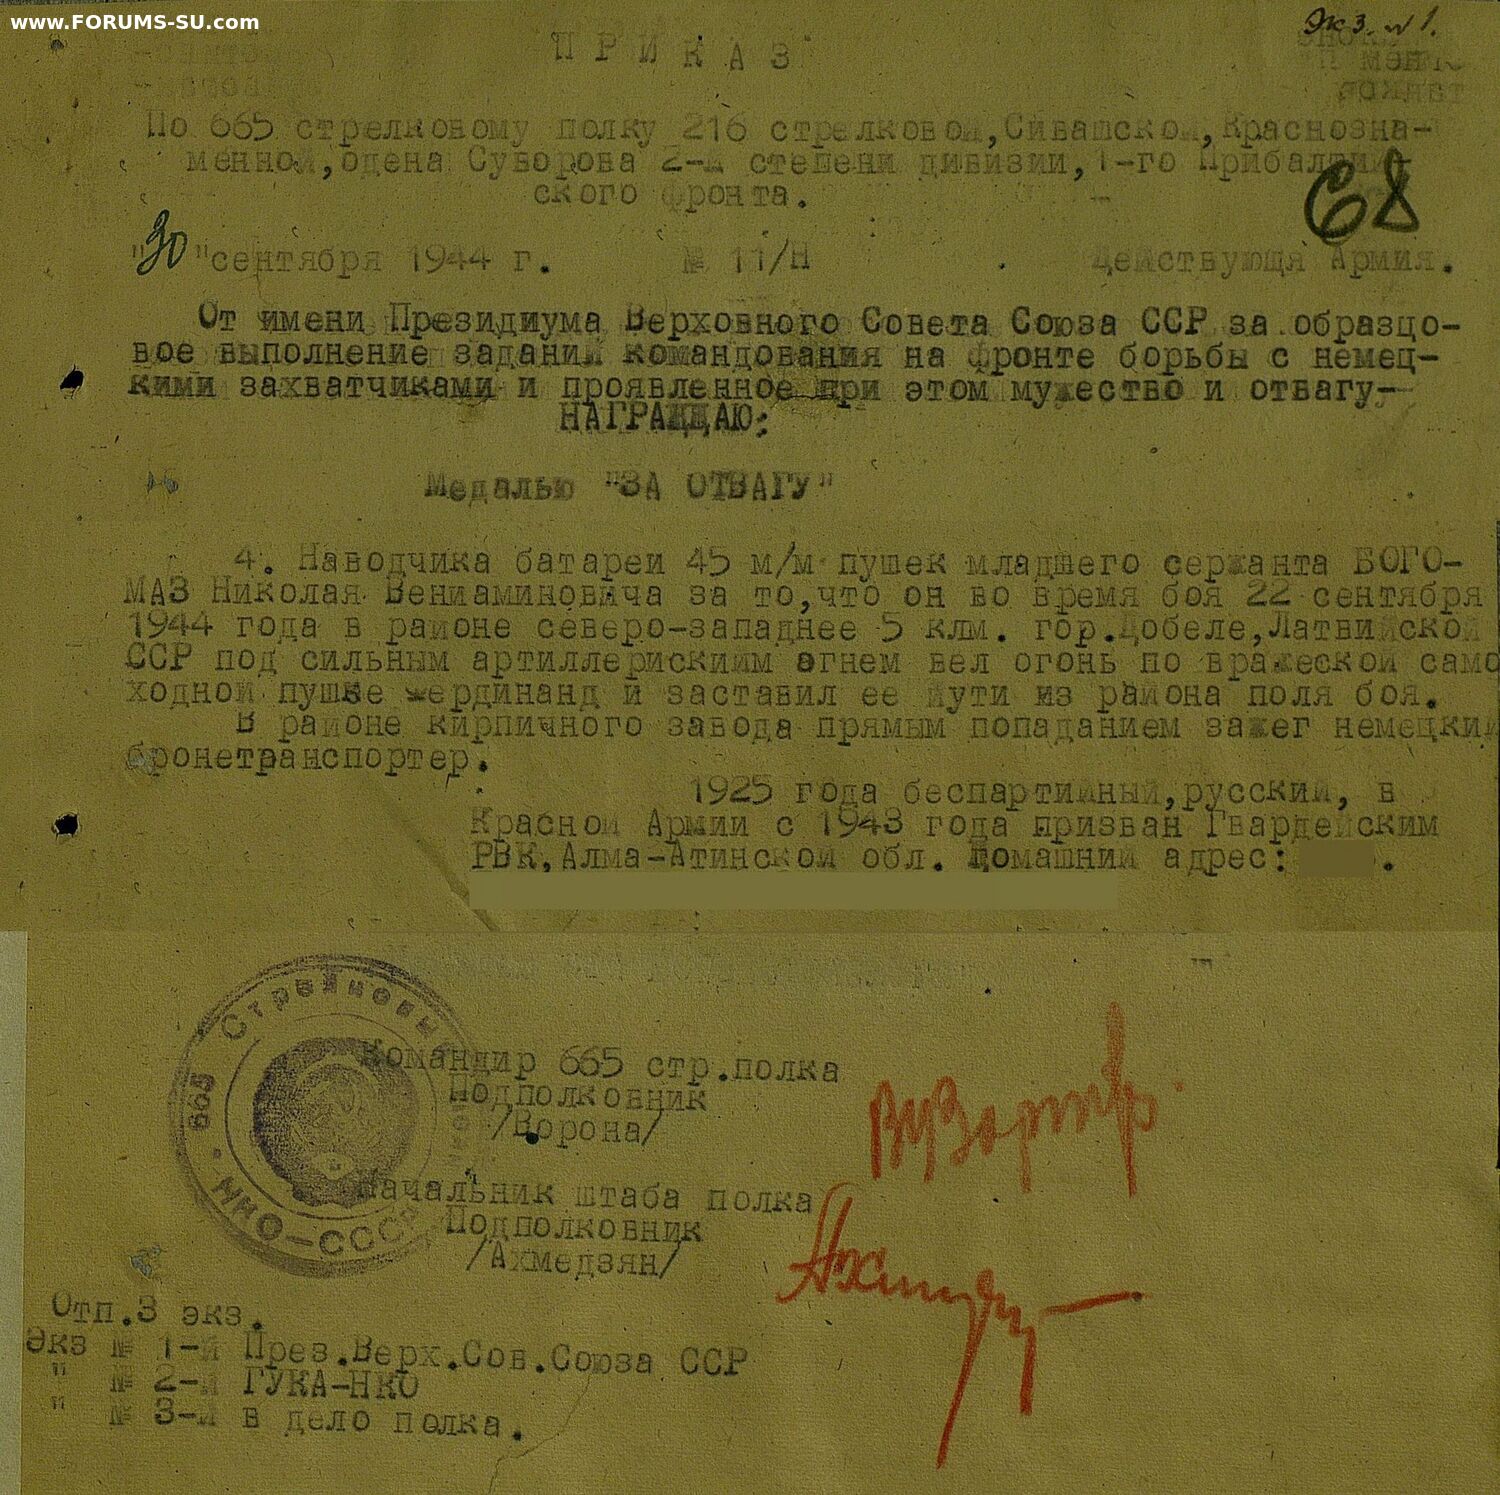 www.FORUMS-SU.com
Экз. №1.
ПРИКАЗ
По 665 стрелковому полку 216 стрелковой,Сивашской,Краснозна-
менной,одена Суворова 2-й степени дивизии,1-го Прибалтий-
ского фронта.
68
"30"сентября 1944 г. № 11/Н Действующя Армия.
От имени Президиума Верховного Совета Союза ССР за образцо-
вое выполнение заданий командования на фронте борьбы с немец-
кими захватчиками и проявленное при этом мужество и отвагу-
НАГРАЖДАЮ:
Медалью "ЗА ОТВАГУ"
4. Наводчика батареи 45 м/м пушек младшего сержанта БОГО-
МАЗ Николая Вениаминовича за то,что он во время боя 22 сентября
1944 года в районе северо-западнее 5 клм. гор.Добеле,Латвийской
ССР под сильным артиллерискиим огнем вел огонь по вражеской само
ходной пушке фердинанд и заставил ее уйти из района поля боя.
В районе кирпичного завода прямым попаданием зажег немецкий
бронетранспортер.
1925 года беспартийный,русский, в
Красной Армии с 1943 года призван Гвардейским
РВК,Алма-Атинской обл. Домашний адрес: .
665 Стрелковый НКО-СССР
Командир 665 стр.полка
Подполковник
/Ворона/
Начальник штаба полка
Подполковник
/Ахмедзян/
Отп.3 экз.
Экз № 1-й През.Верх.Сов.Союза ССР
" № 2-й ГУКА-НКО
" № 3-й в дело полка.